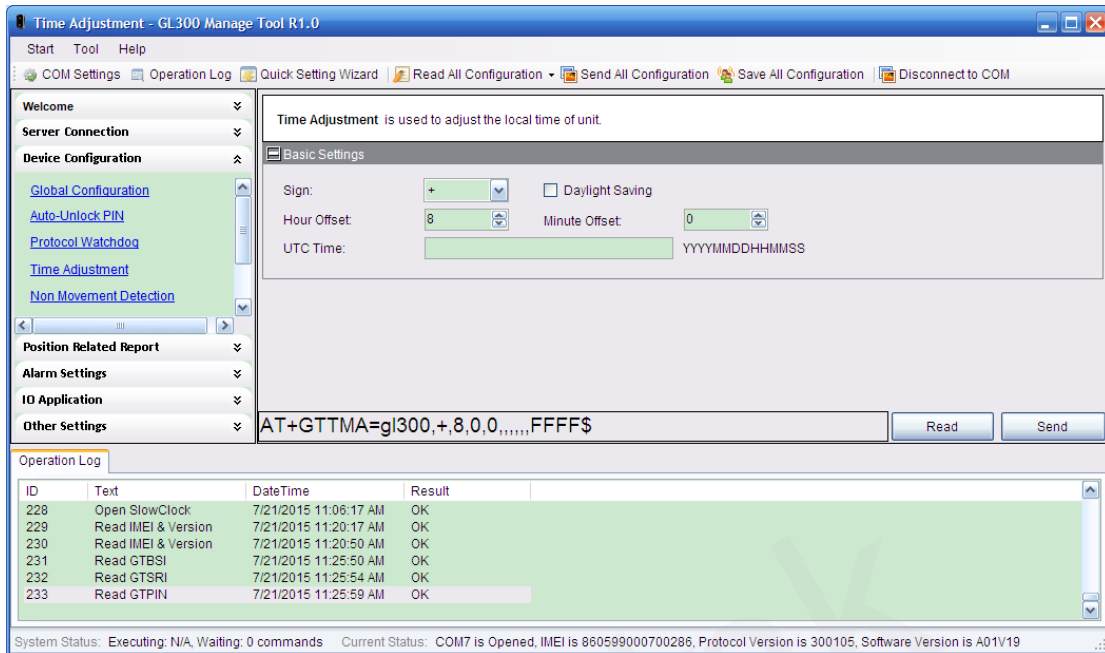 Time Adjustment - GL300 Manage Tool R1.0
Start Tool Help
COM Settings Operation Log Quick Setting Wizard Read All Configuration Send All Configuration Save All Configuration Disconnect to COM
Welcome
Server Connection
Device Configuration
Global Configuration
Auto-Unlock PIN
Protocol Watchdog
Time Adjustment
Non Movement Detection
Position Related Report
Alarm Settings
IO Application
Other Settings
Time Adjustment is used to adjust the local time of unit.
Basic Settings
Sign: + Daylight Saving
Hour Offset: 8 Minute Offset: 0
UTC Time: YYYYMMDDHHMMSS
AT+GTTMA=gl300,+,8,0,0,,,,,,FFFF$ Read Send
Operation Log
ID Text DateTime Result
228 Open SlowClock 7/21/2015 11:06:17 AM OK
229 Read IMEI & Version 7/21/2015 11:20:17 AM OK
230 Read IMEI & Version 7/21/2015 11:20:50 AM OK
231 Read GTBSI 7/21/2015 11:25:50 AM OK
232 Read GTSRI 7/21/2015 11:25:54 AM OK
233 Read GTPIN 7/21/2015 11:25:59 AM OK
System Status: Executing: N/A, Waiting: 0 commands Current Status: COM7 is Opened, IMEI is 860599000700286, Protocol Version is 300105, Software Version is A01V19